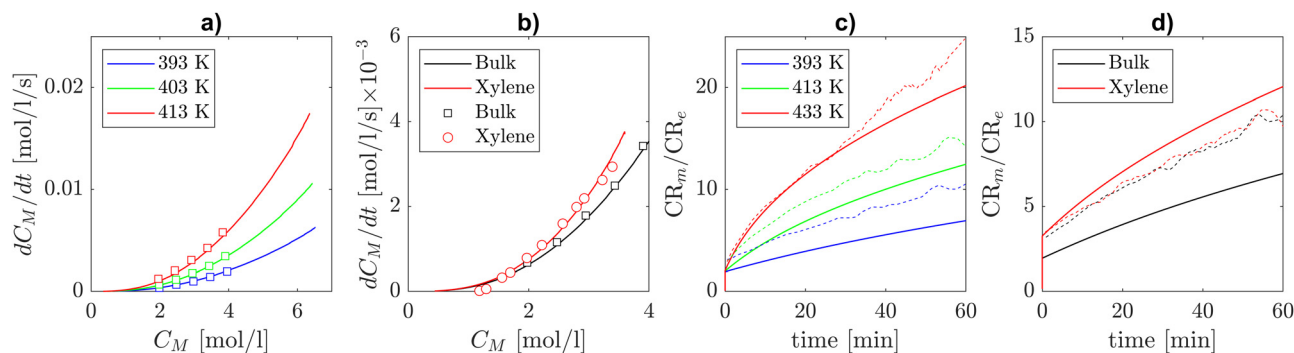 a)
dC_M/dt [mol/l/s]
0.02
0.01
0
393 K
403 K
413 K
0 2 4 6
C_M [mol/l]
b)
dC_M/dt [mol/l/s]×10⁻³
6
4
2
0
Bulk
Xylene
Bulk
Xylene
0 2 4
C_M [mol/l]
c)
CR_m/CR_e
20
10
0
393 K
413 K
433 K
0 20 40 60
time [min]
d)
CR_m/CR_e
15
10
5
0
Bulk
Xylene
0 20 40 60
time [min]